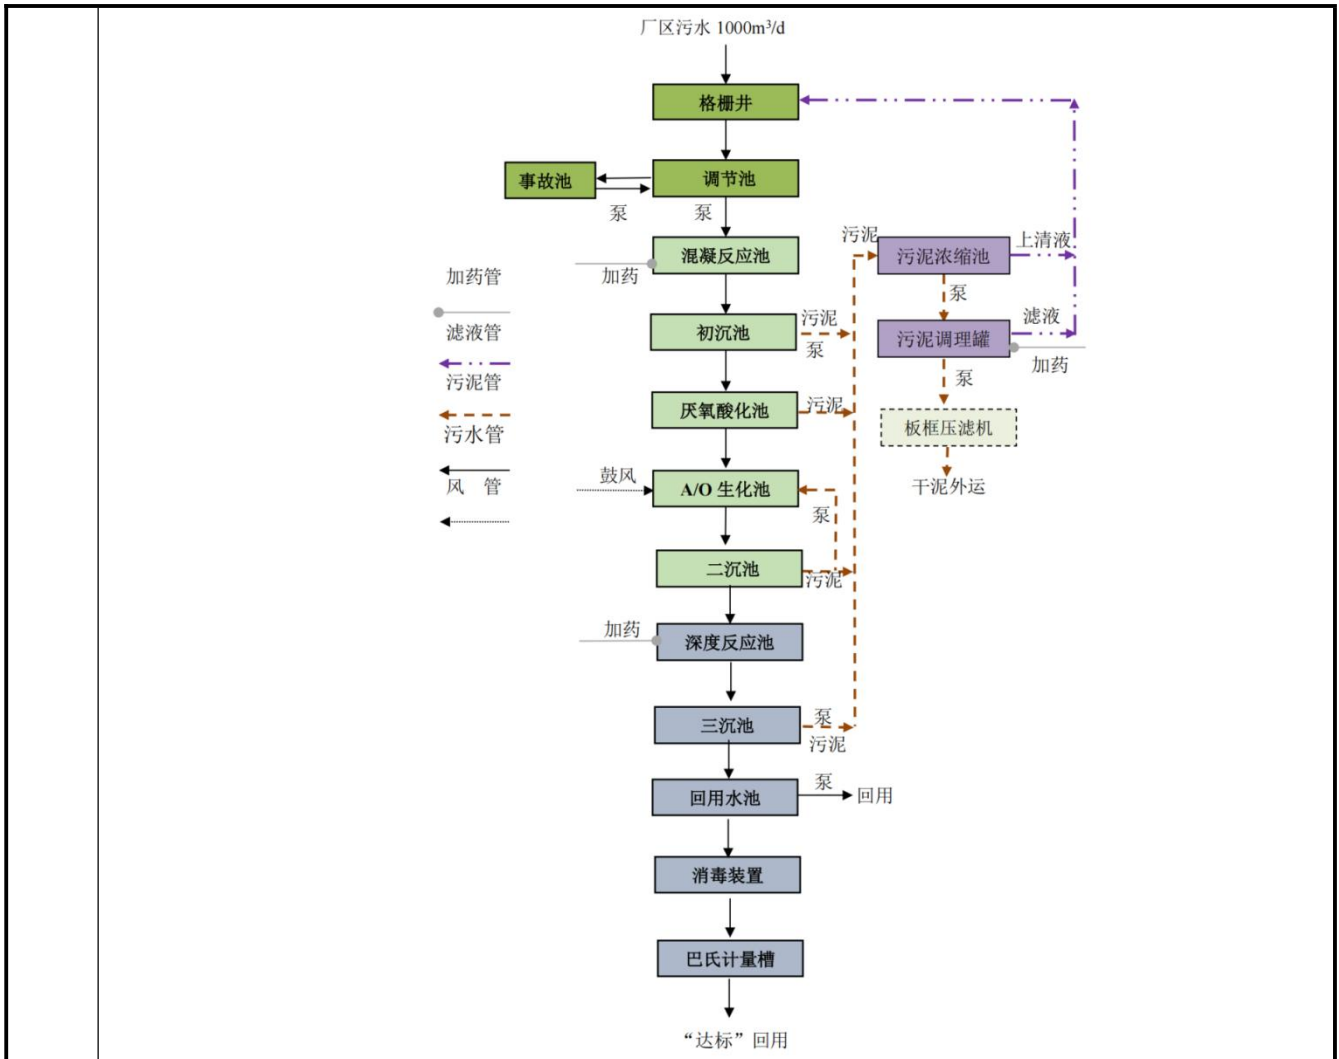 厂区污水 1000m³/d
格栅井
事故池
调节池
泵
泵
混凝反应池
加药
污泥
污泥浓缩池
上清液
泵
加药管
滤液管
污泥管
污水管
风 管
初沉池
污泥
泵
污泥调理罐
滤液
加药
泵
厌氧酸化池
污泥
板框压滤机
干泥外运
鼓风
A/O 生化池
泵
二沉池
污泥
加药
深度反应池
三沉池
泵
污泥
回用水池
泵
回用
消毒装置
巴氏计量槽
“达标”回用